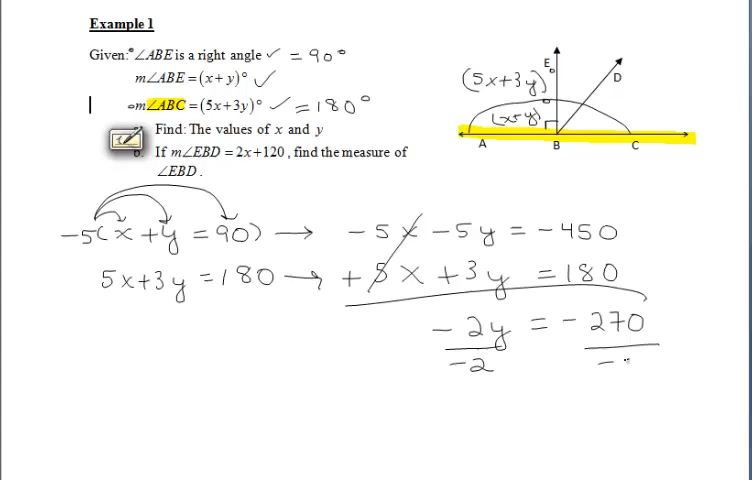 Example 1
Given: ∠ABE is a right angle ✓ = 90°
m∠ABE = (x + y)° ✓
m∠ABC = (5x+3y)° ✓ = 180°
Find: The values of x and y
b. If m∠EBD = 2x+120, find the measure of
∠EBD.
E
D
(5x+3y)
(x+y)
A
B
C
-5(x + y = 90) → -5x - 5y = -450
5x + 3y = 180 → + 5x + 3y = 180
-2y = -270
-2 -